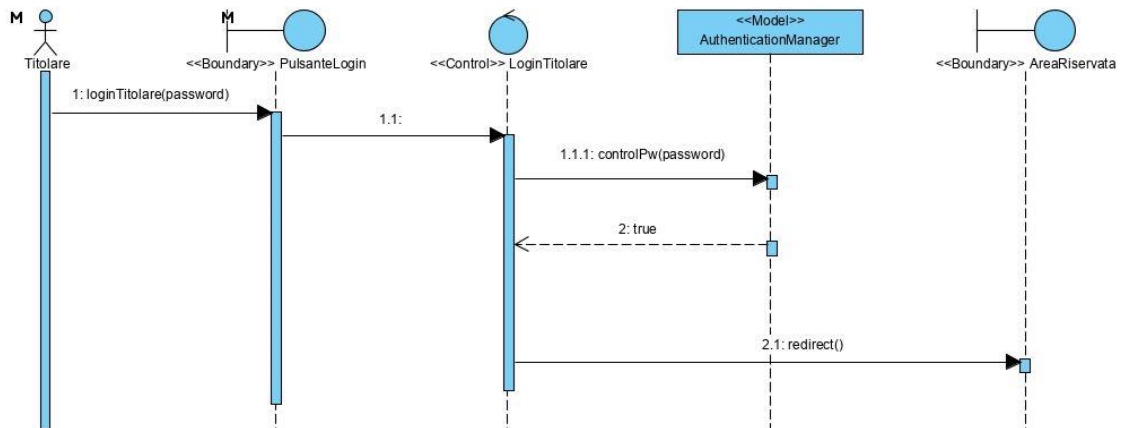 M
M
<<Model>>
AuthenticationManager
Titolare
<<Boundary>> PulsanteLogin
<<Control>> LoginTitolare
<<Boundary>> AreaRiservata
1: loginTitolare(password)
1.1:
1.1.1: controlPw(password)
2: true
2.1: redirect()